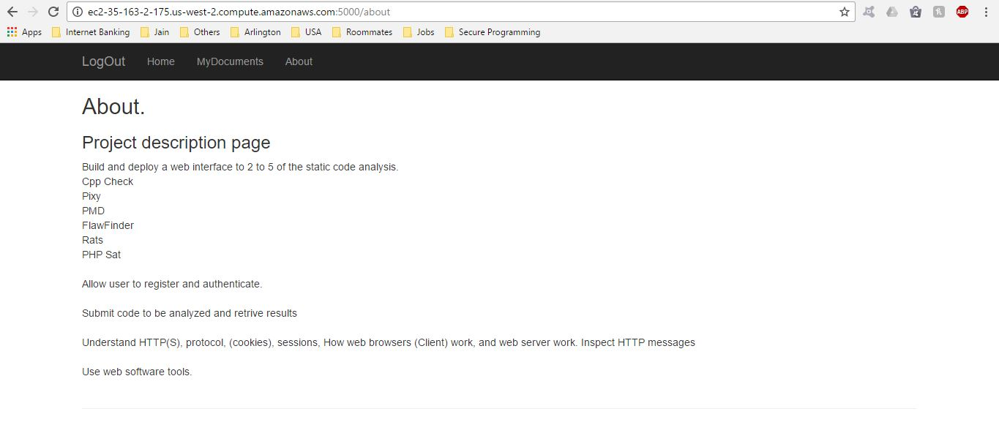 ec2-35-163-2-175.us-west-2.compute.amazonaws.com:5000/about
ABP
Apps Internet Banking Jain Others Arlington USA Roommates Jobs Secure Programming
LogOut Home MyDocuments About
About.
Project description page
Build and deploy a web interface to 2 to 5 of the static code analysis.
Cpp Check
Pixy
PMD
FlawFinder
Rats
PHP Sat
Allow user to register and authenticate.
Submit code to be analyzed and retrive results
Understand HTTP(S), protocol, (cookies), sessions, How web browsers (Client) work, and web server work. Inspect HTTP messages
Use web software tools.